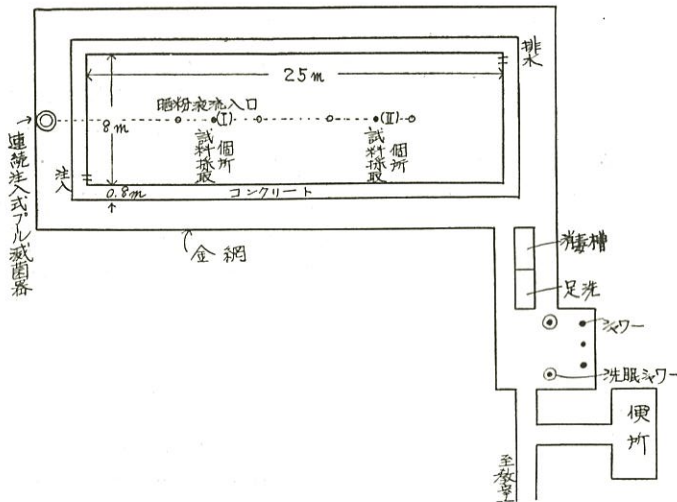 排水
25m
晒粉液流入口
8m
(I)
試料採取個所
(II)
試料採取個所
連続注入式プール滅菌器
注入
0.8m
コンクリート
金網
消毒槽
足洗
シャワー
洗眼シャワー
便所
至教室